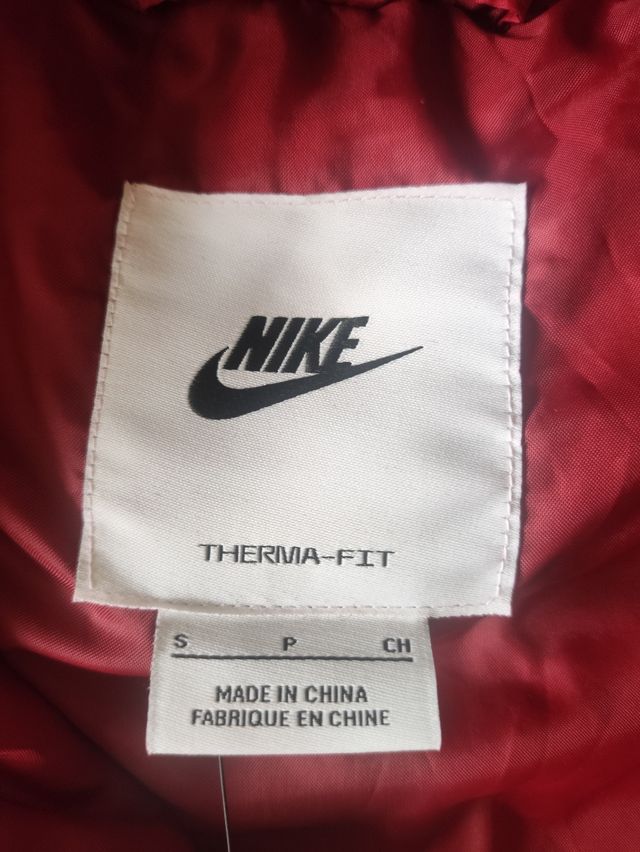 NIKE
THERMA-FIT
S P CH
MADE IN CHINA
FABRIQUE EN CHINE